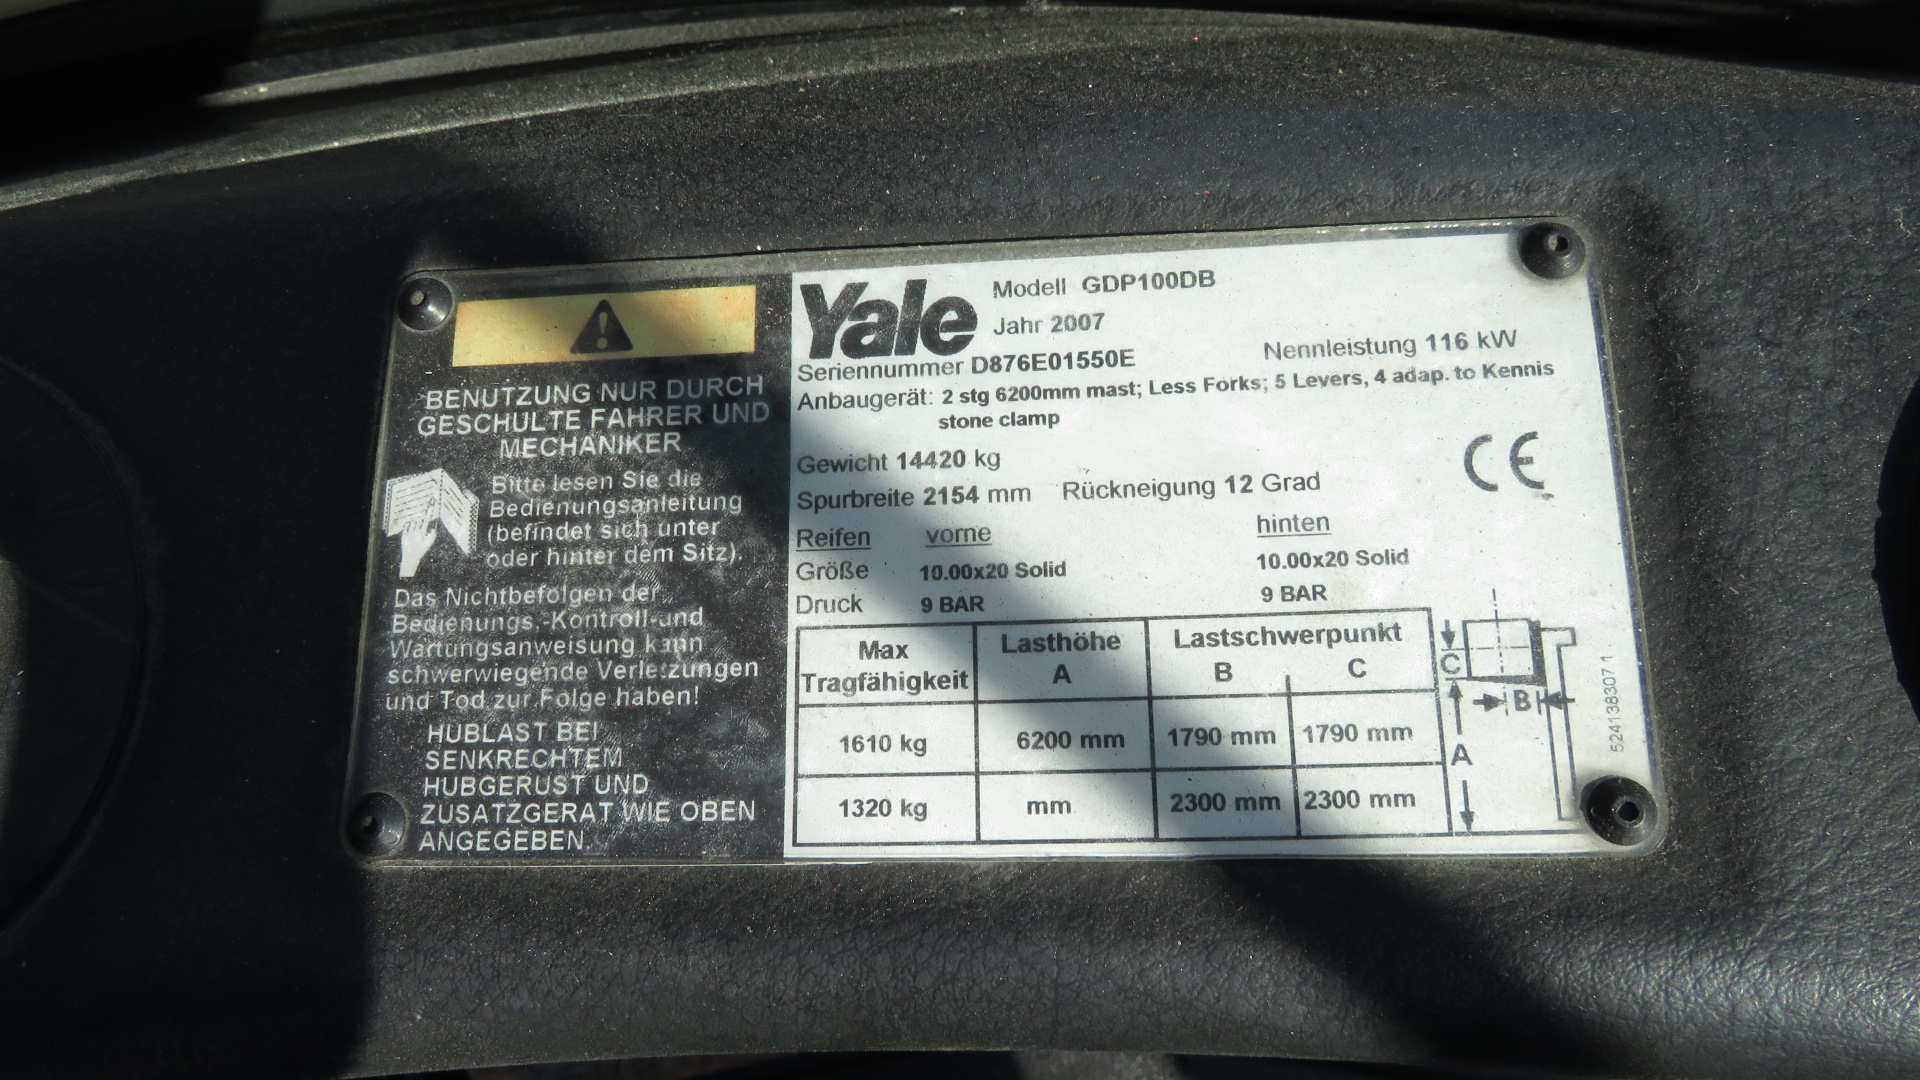 BENUTZUNG NUR DURCH
GESCHULTE FAHRER UND
MECHANIKER
Bitte lesen Sie die
Bedienungsanleitung
(befindet sich unter
oder hinter dem Sitz).
Das Nichtbefolgen der
Bedienungs,-Kontroll-und
Wartungsanweisung kann
schwerwiegende Verletzungen
und Tod zur Folge haben!
HUBLAST BEI
SENKRECHTEM
HUBGERUST UND
ZUSATZGERAT WIE OBEN
ANGEGEBEN.
Yale
Modell GDP100DB
Jahr 2007
Seriennummer D876E01550E Nennleistung 116 kW
Anbaugerät: 2 stg 6200mm mast; Less Forks; 5 Levers, 4 adap. to Kennis
stone clamp
Gewicht 14420 kg
CE
Spurbreite 2154 mm Rückneigung 12 Grad
Reifen vorne hinten
Größe 10.00x20 Solid 10.00x20 Solid
Druck 9 BAR 9 BAR
Max Lasthöhe Lastschwerpunkt
Tragfähigkeit A B C
1610 kg 6200 mm 1790 mm 1790 mm
1320 kg mm 2300 mm 2300 mm
C
B
A
524138307 1